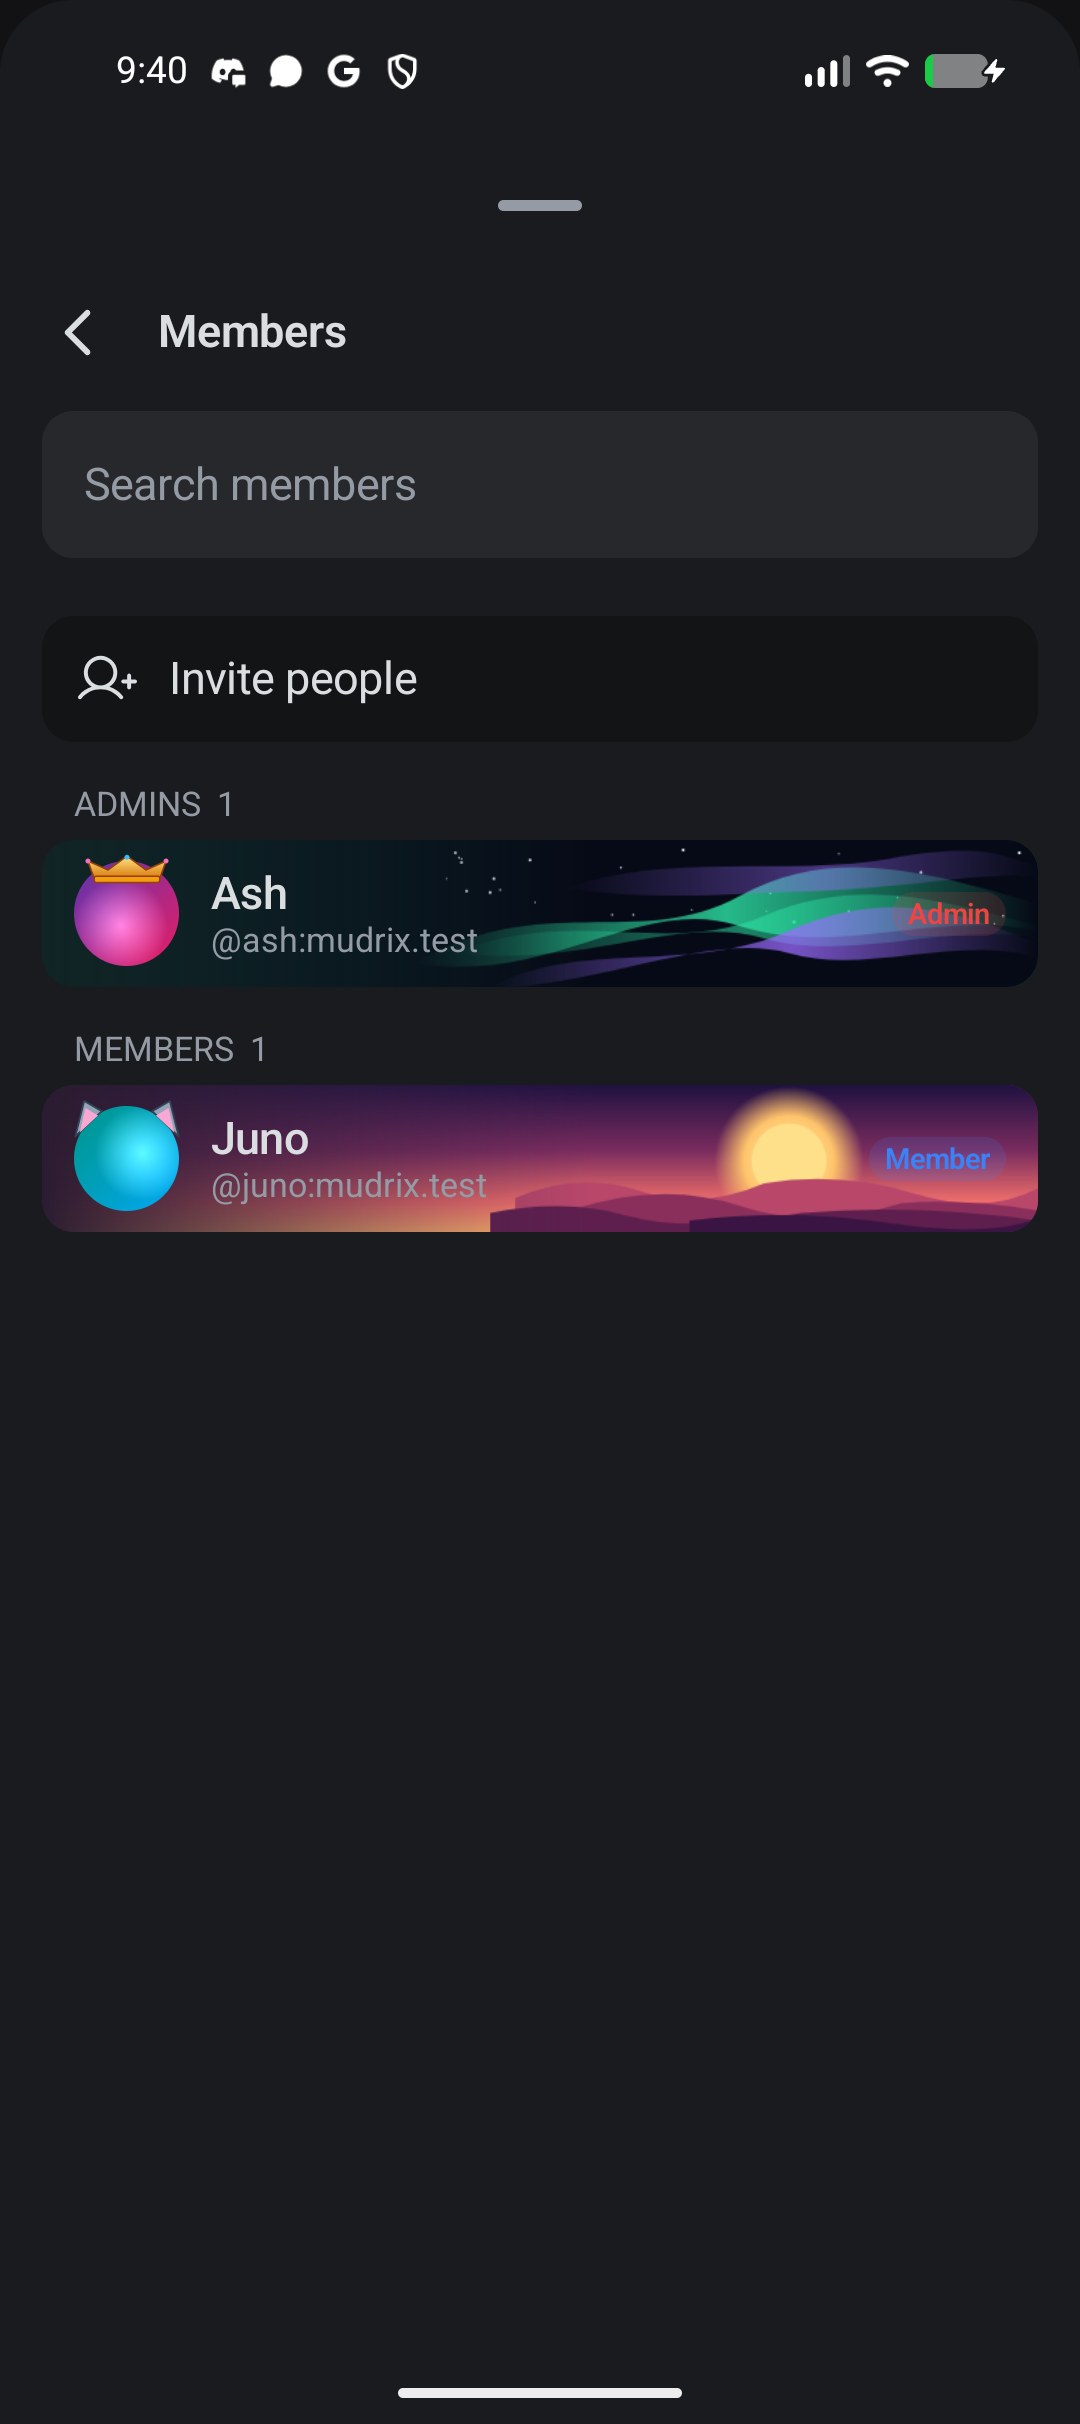 9:40
Members
Search members
Invite people
ADMINS 1
Ash
@ash:mudrix.test
Admin
MEMBERS 1
Juno
@juno:mudrix.test
Member